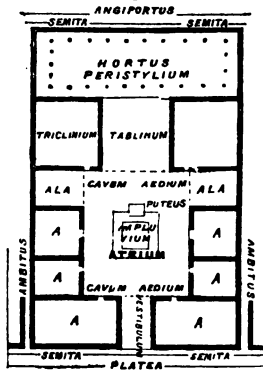 ANGIPORTUS
SEMITA SEMITA
HORTUS
PERISTYLIUM
TRICLINIUM TABLINUM
ALA CAVUM AEDIUM ALA
PUTEUS
A IMPLU A
VIUM
ATRIUM
AMBITUS AMBITUS
A A
CAVUM AEDIUM
A VESTIBULUM A
SEMITA SEMITA
PLATEA